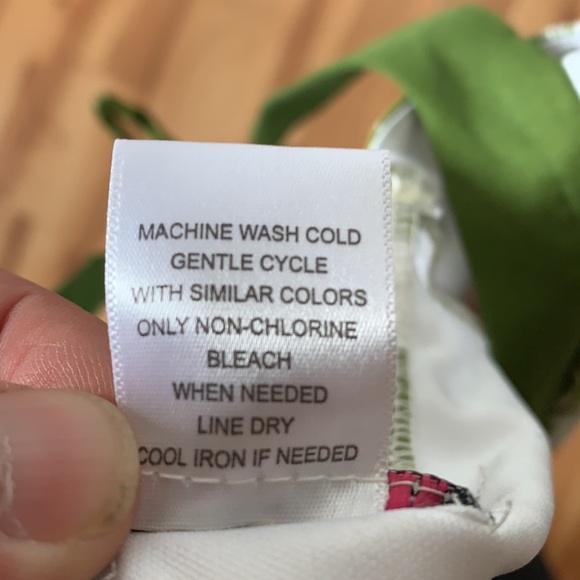 MACHINE WASH COLD
GENTLE CYCLE
WITH SIMILAR COLORS
ONLY NON-CHLORINE
BLEACH
WHEN NEEDED
LINE DRY
COOL IRON IF NEEDED